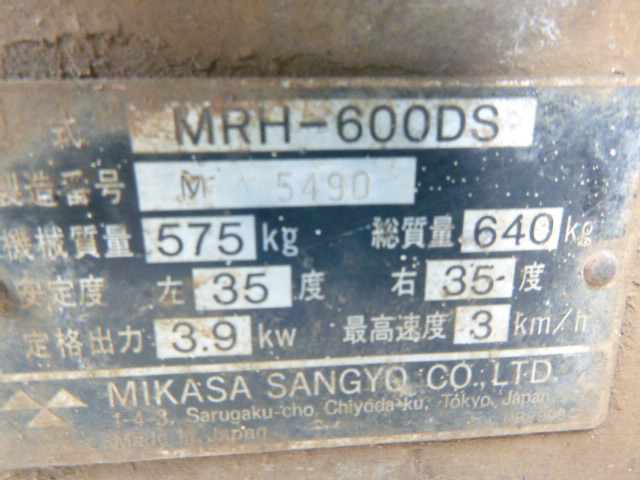 式 MRH-600DS
製造番号 M 5490
機械質量 575 kg 総質量 640 kg
安定度 左 35 度 右 35 度
定格出力 3.9 kw 最高速度 3 km/h
MIKASA SANGYO CO.,LTD.
1-4-3, Sarugaku-cho, Chiyoda-ku, Tokyo, Japan
Made in Japan